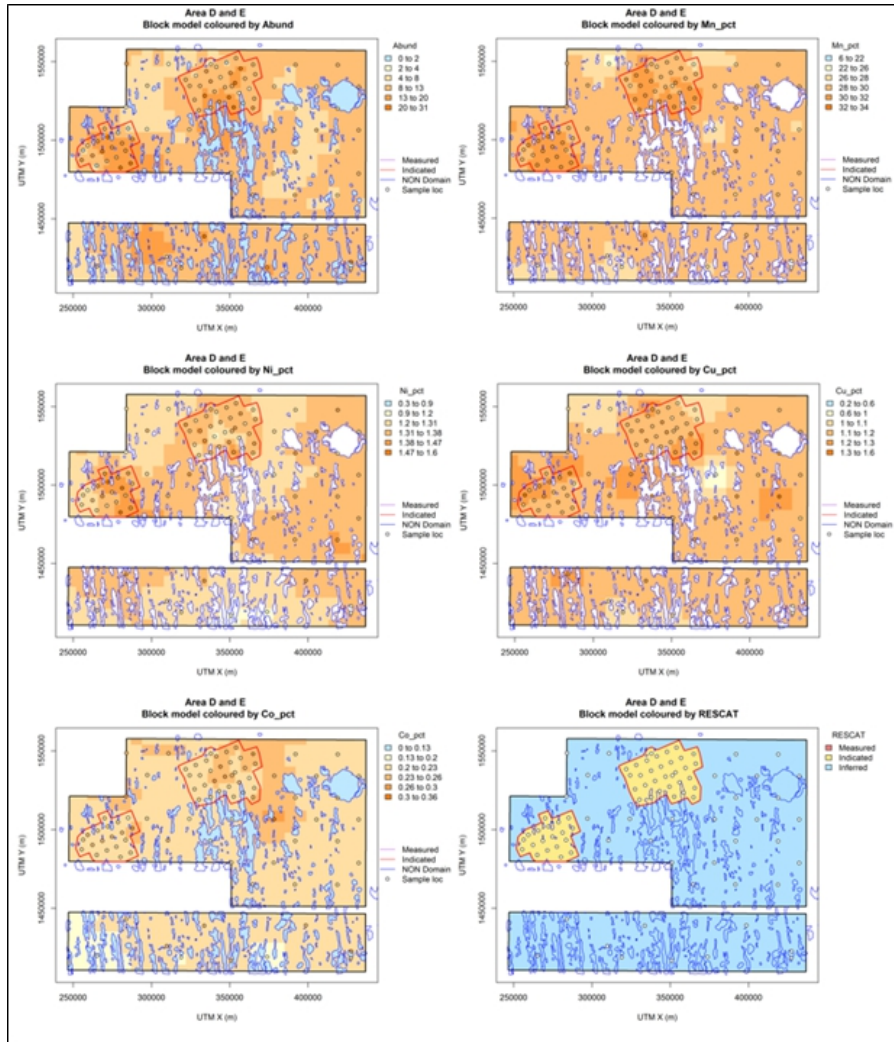 Area D and E
Block model coloured by Abund
Abund
0 to 2
2 to 4
4 to 8
8 to 13
13 to 20
20 to 31
Measured
Indicated
NON Domain
Sample loc
UTM Y (m)
1550000
1500000
1450000
250000 300000 350000 400000
UTM X (m)
Area D and E
Block model coloured by Mn_pct
Mn_pct
6 to 22
22 to 26
26 to 28
28 to 30
30 to 32
32 to 34
Measured
Indicated
NON Domain
Sample loc
UTM Y (m)
1550000
1500000
1450000
250000 300000 350000 400000
UTM X (m)
Area D and E
Block model coloured by Ni_pct
Ni_pct
0.3 to 0.9
0.9 to 1.2
1.2 to 1.31
1.31 to 1.38
1.38 to 1.47
1.47 to 1.6
Measured
Indicated
NON Domain
Sample loc
UTM Y (m)
1550000
1500000
1450000
250000 300000 350000 400000
UTM X (m)
Area D and E
Block model coloured by Cu_pct
Cu_pct
0.2 to 0.6
0.6 to 1
1 to 1.1
1.1 to 1.2
1.2 to 1.3
1.3 to 1.6
Measured
Indicated
NON Domain
Sample loc
UTM Y (m)
1550000
1500000
1450000
250000 300000 350000 400000
UTM X (m)
Area D and E
Block model coloured by Co_pct
Co_pct
0 to 0.13
0.13 to 0.2
0.2 to 0.23
0.23 to 0.26
0.26 to 0.3
0.3 to 0.36
Measured
Indicated
NON Domain
Sample loc
UTM Y (m)
1550000
1500000
1450000
250000 300000 350000 400000
UTM X (m)
Area D and E
Block model coloured by RESCAT
RESCAT
Measured
Indicated
Inferred
Measured
Indicated
NON Domain
Sample loc
UTM Y (m)
1550000
1500000
1450000
250000 300000 350000 400000
UTM X (m)